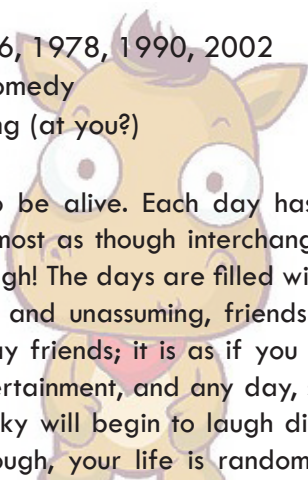 6, 1978, 1990, 2002
omedy
ng (at you?)
o be alive. Each day has
most as though interchang
gh! The days are filled wi
and unassuming, friends
ay friends; it is as if you
ertainment, and any day,
ky will begin to laugh di
ough, your life is random